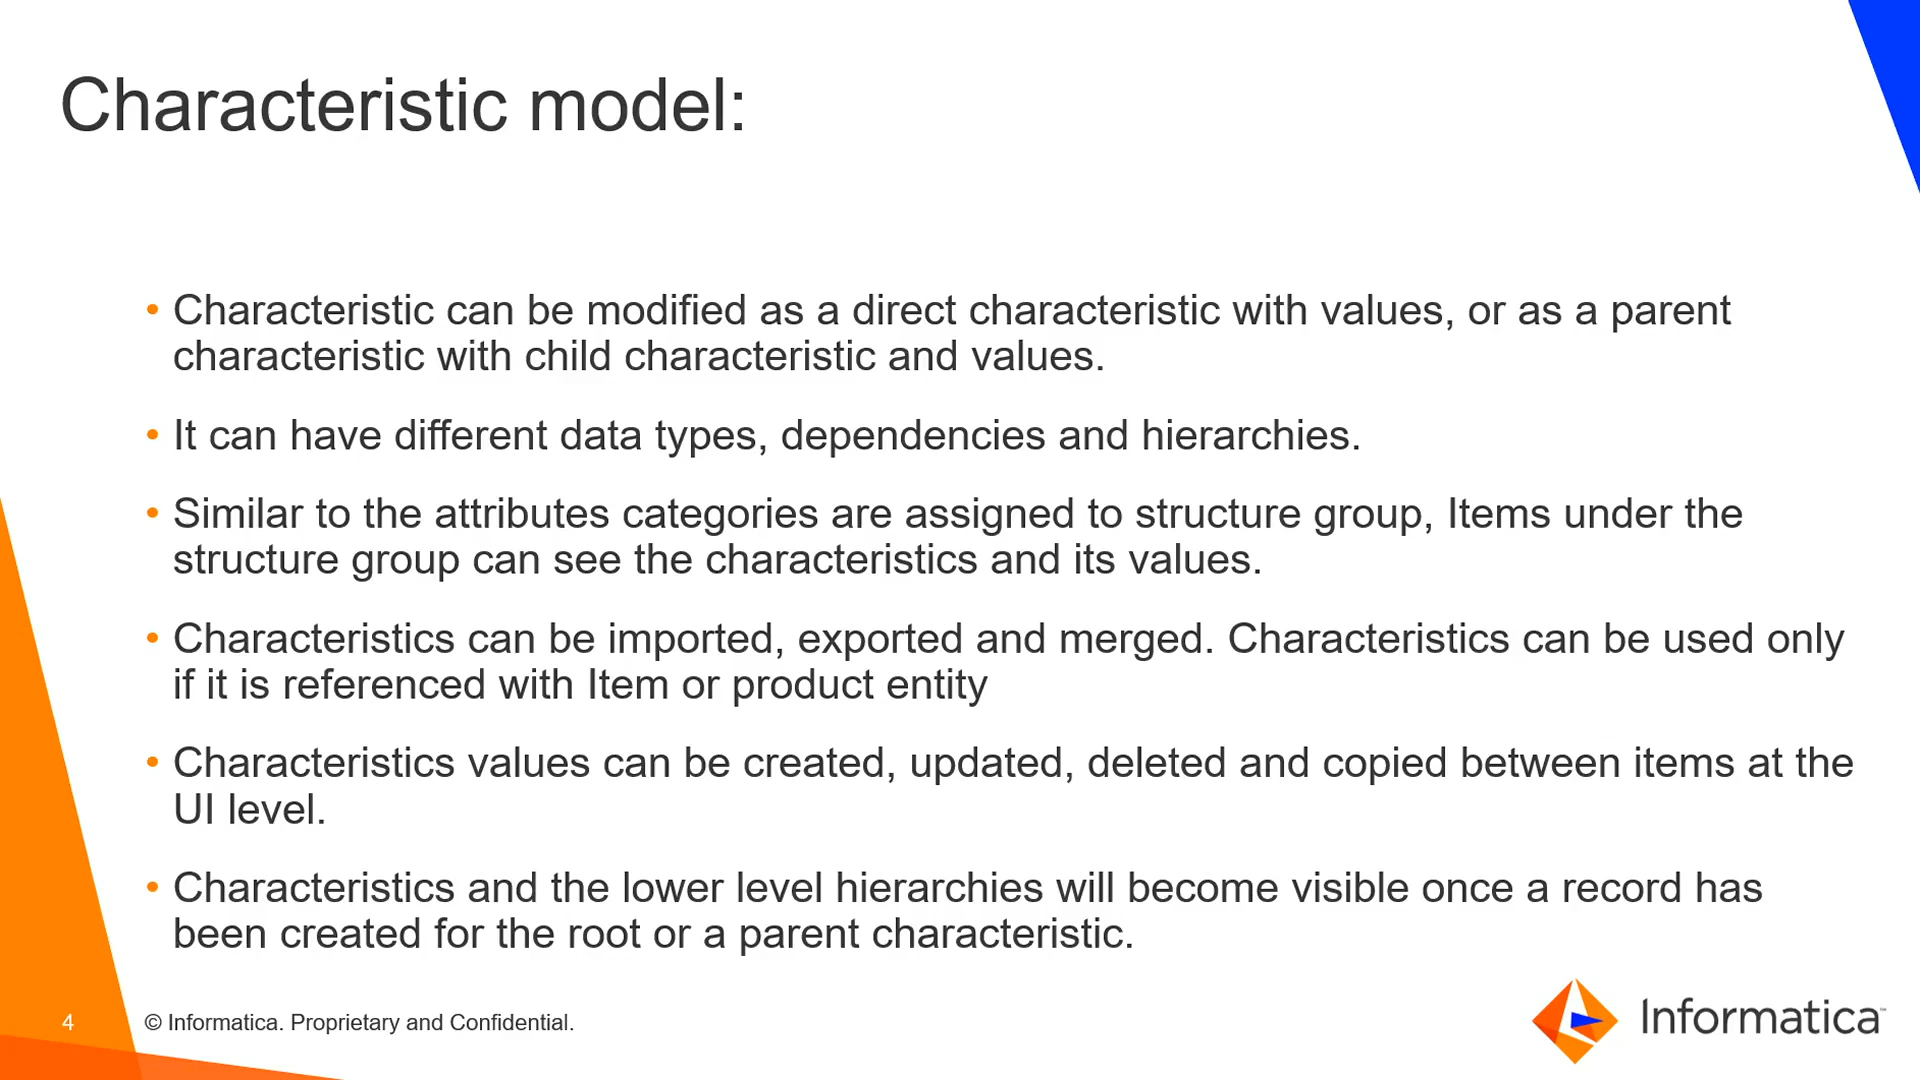 Characteristic model:
• Characteristic can be modified as a direct characteristic with values, or as a parent
characteristic with child characteristic and values.
• It can have different data types, dependencies and hierarchies.
• Similar to the attributes categories are assigned to structure group, Items under the
structure group can see the characteristics and its values.
• Characteristics can be imported, exported and merged. Characteristics can be used only
if it is referenced with Item or product entity
• Characteristics values can be created, updated, deleted and copied between items at the
UI level.
• Characteristics and the lower level hierarchies will become visible once a record has
been created for the root or a parent characteristic.
4
© Informatica. Proprietary and Confidential.
Informatica™